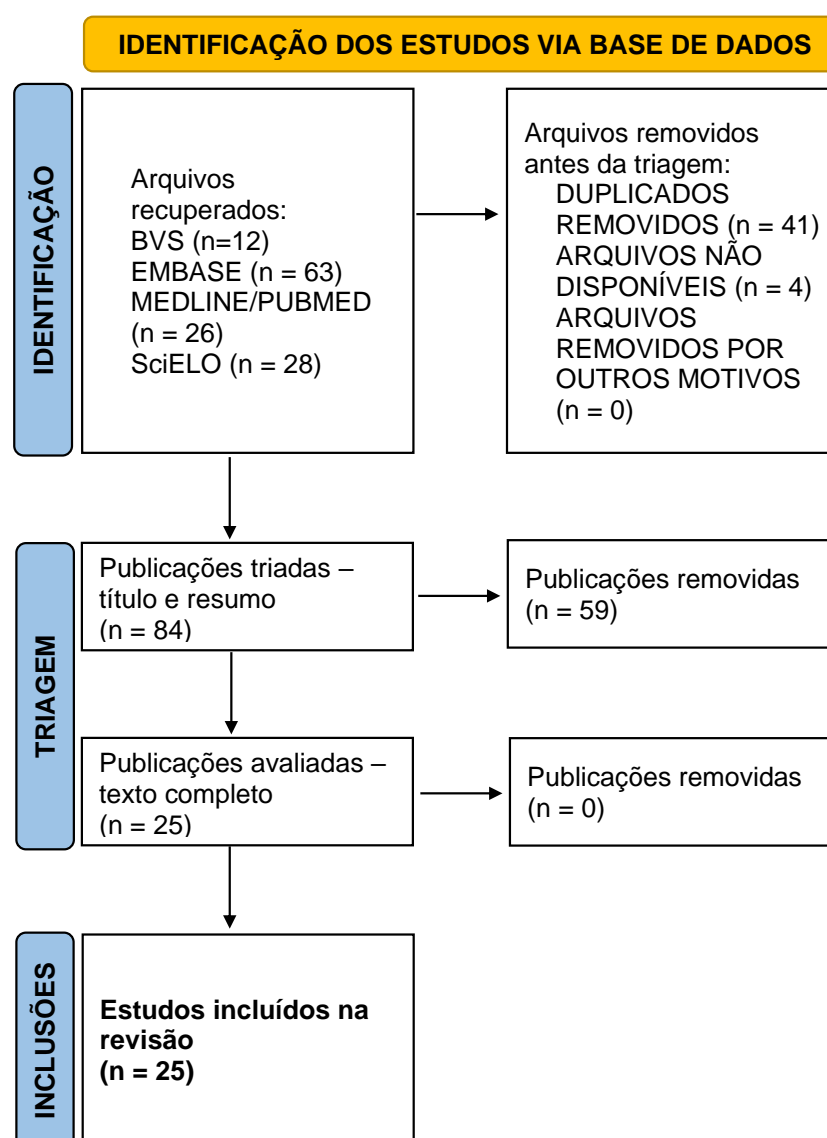 IDENTIFICAÇÃO DOS ESTUDOS VIA BASE DE DADOS
IDENTIFICAÇÃO
Arquivos
recuperados:
BVS (n=12)
EMBASE (n = 63)
MEDLINE/PUBMED
(n = 26)
SciELO (n = 28)
Arquivos removidos
antes da triagem:
DUPLICADOS
REMOVIDOS (n = 41)
ARQUIVOS NÃO
DISPONÍVEIS (n = 4)
ARQUIVOS
REMOVIDOS POR
OUTROS MOTIVOS
(n = 0)
TRIAGEM
Publicações triadas –
título e resumo
(n = 84)
Publicações removidas
(n = 59)
Publicações avaliadas –
texto completo
(n = 25)
Publicações removidas
(n = 0)
INCLUSÕES
Estudos incluídos na
revisão
(n = 25)